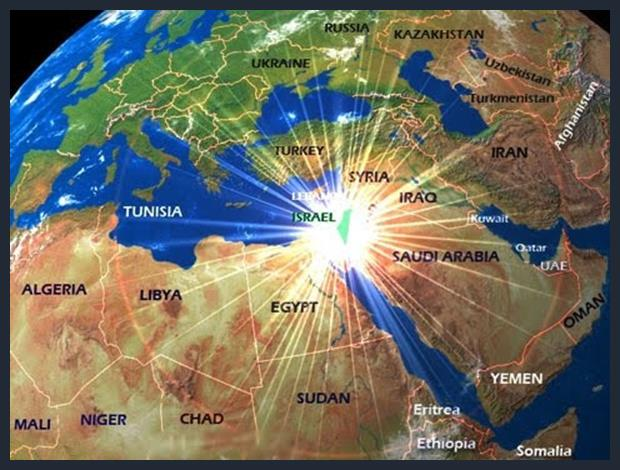 RUSSIA
KAZAKHSTAN
UKRAINE
Uzbekistan
Turkmenistan
Afghanistan
TURKEY
IRAN
SYRIA
IRAQ
TUNISIA
ISRAEL
Kuwait
Qatar
UAE
SAUDI ARABIA
ALGERIA
LIBYA
EGYPT
OMAN
YEMEN
SUDAN
Eritrea
MALI
NIGER
CHAD
Ethiopia
Somalia